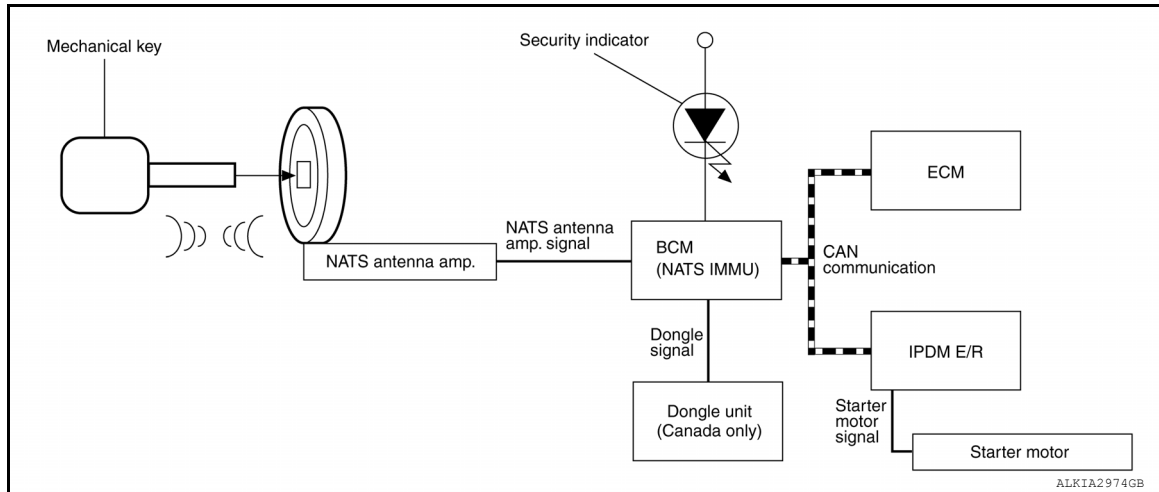 Mechanical key
Security indicator
NATS antenna amp.
NATS antenna
amp. signal
BCM
(NATS IMMU)
ECM
CAN
communication
Dongle
signal
IPDM E/R
Dongle unit
(Canada only)
Starter
motor
signal
Starter motor
ALKIA2974GB